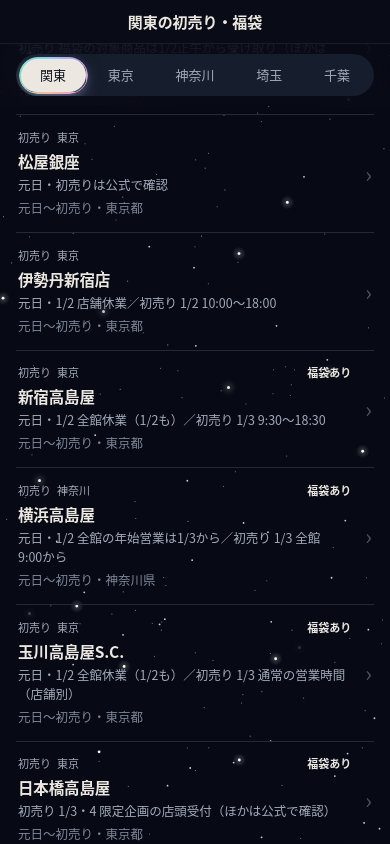 関東の初売り・福袋
関東
東京
神奈川
埼玉
千葉
初売り 東京
松屋銀座
元日・初売りは公式で確認
元日〜初売り・東京都
初売り 東京
伊勢丹新宿店
元日・1/2 店舗休業／初売り 1/2 10:00〜18:00
元日〜初売り・東京都
初売り 東京
福袋あり
新宿高島屋
元日・1/2 全館休業（1/2も）／初売り 1/3 9:30〜18:30
元日〜初売り・東京都
初売り 神奈川
福袋あり
横浜高島屋
元日・1/2 全館の年始営業は1/3から／初売り 1/3 全館
9:00から
元日〜初売り・神奈川県
初売り 東京
福袋あり
玉川高島屋S.C.
元日・1/2 全館休業（1/2も）／初売り 1/3 通常の営業時間
（店舗別）
元日〜初売り・東京都
初売り 東京
福袋あり
日本橋高島屋
初売り 1/3・4 限定企画の店頭受付（ほかは公式で確認）
元日〜初売り・東京都